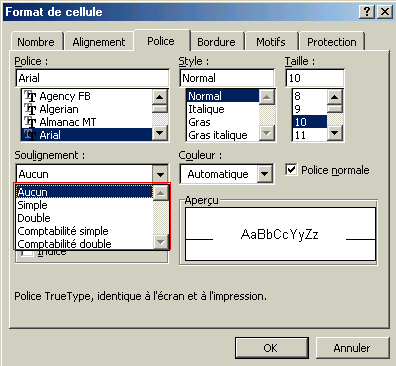 Format de cellule
Nombre Alignement Police Bordure Motifs Protection
Police : Style : Taille :
Arial Normal 10
Agency FB Normal 8
Algerian Italique 9
Almanac MT Gras 10
Arial Gras italique 11
Soulignement : Couleur :
Aucun Automatique Police normale
Aucun Aperçu
Simple
Double AaBbCcYyZz
Comptabilité simple
Comptabilité double
Indice
Police TrueType, identique à l'écran et à l'impression.
OK Annuler